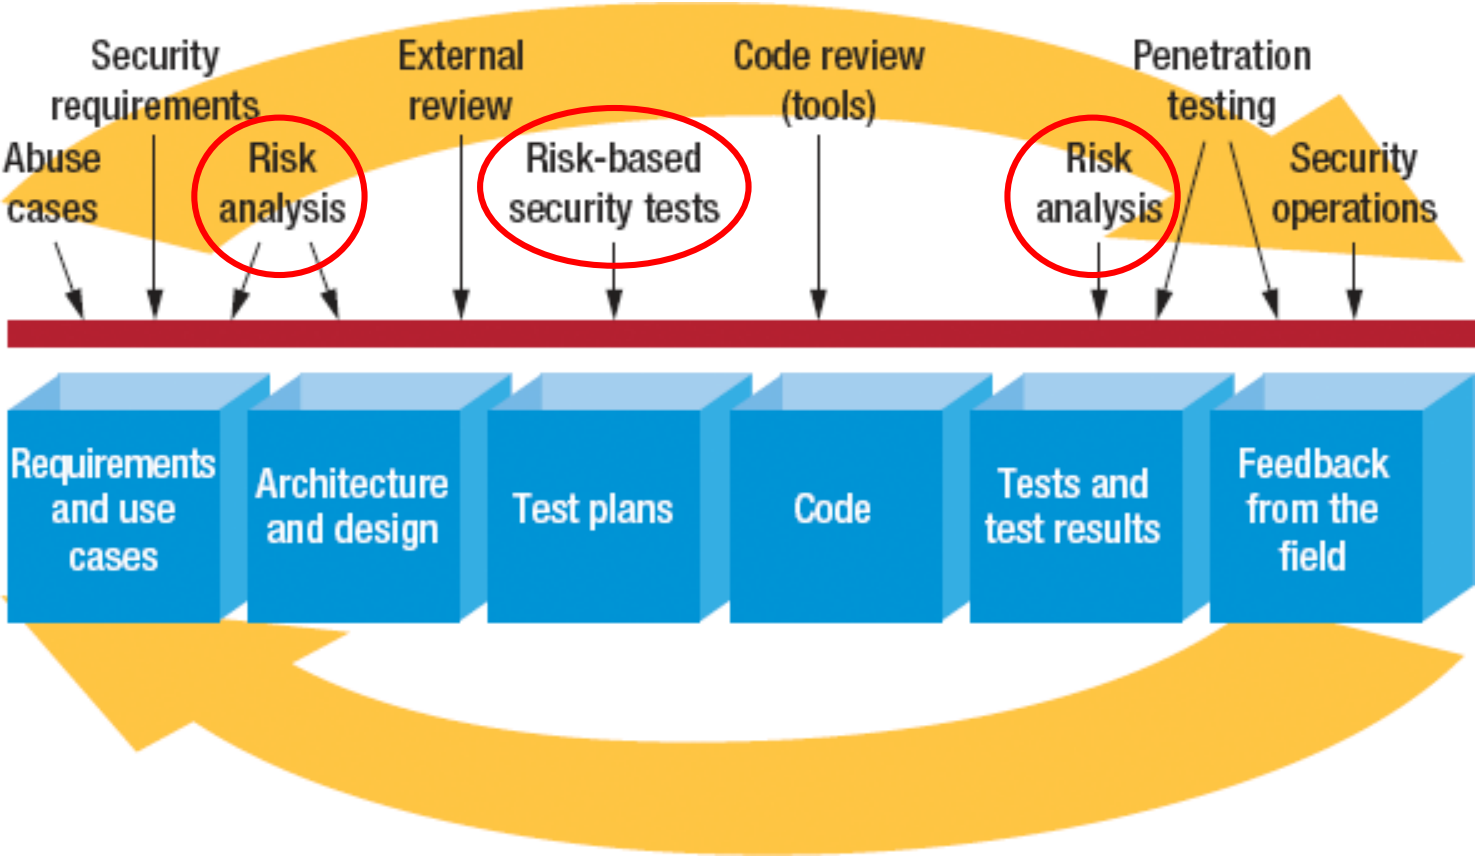 Security
requirements
External
review
Code review
(tools)
Penetration
testing
Abuse
cases
Risk
analysis
Risk-based
security tests
Risk
analysis
Security
operations
Requirements
and use
cases
Architecture
and design
Test plans
Code
Tests and
test results
Feedback
from the
field